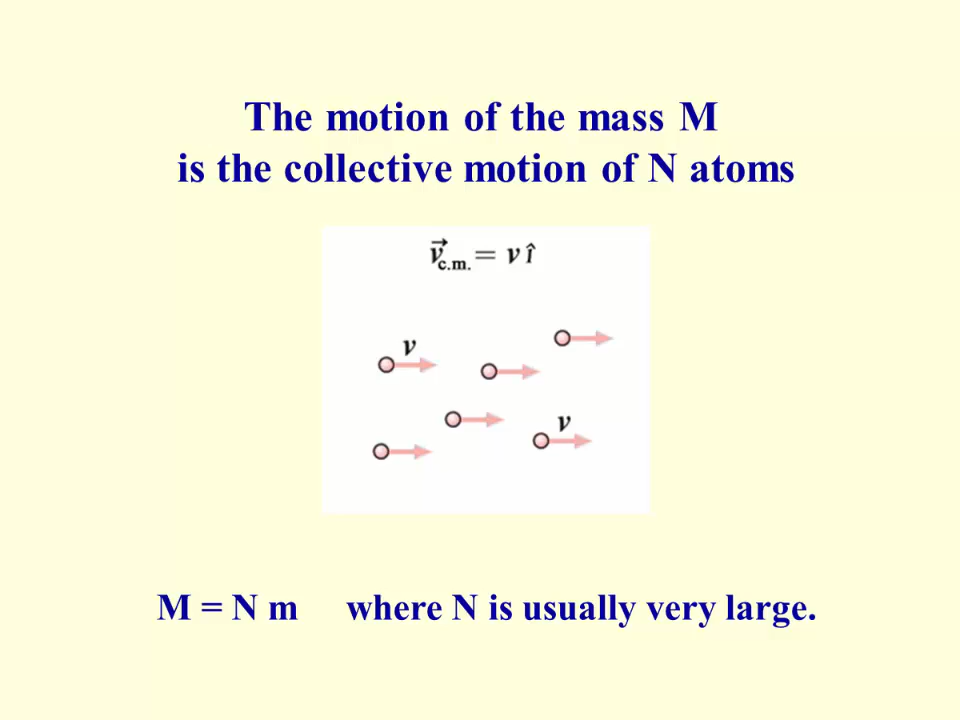 The motion of the mass M
is the collective motion of N atoms
v⃗c.m. = v î
v
v
M = N m where N is usually very large.